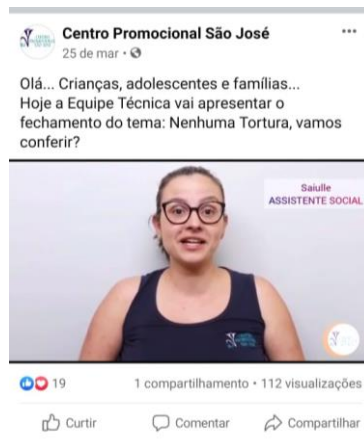 Centro Promocional São José
25 de mar •
Olá... Crianças, adolescentes e famílias...
Hoje a Equipe Técnica vai apresentar o
fechamento do tema: Nenhuma Tortura, vamos
conferir?
Saiulle
ASSISTENTE SOCIAL
19
1 compartilhamento • 112 visualizações
Curtir
Comentar
Compartilhar